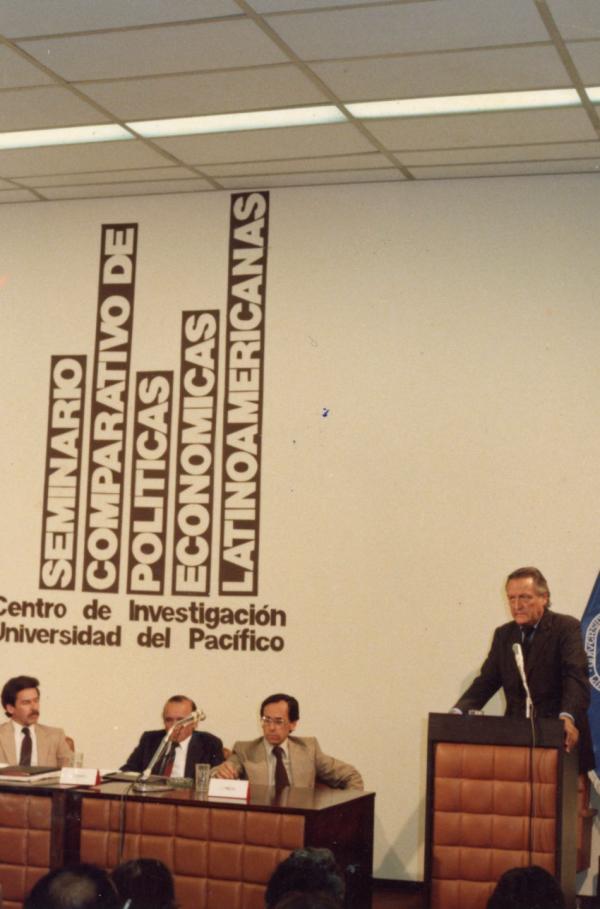 SEMINARIO
COMPARATIVO DE
POLITICAS
ECONOMICAS
LATINOAMERICANAS
Centro de Investigación
Universidad del Pacífico